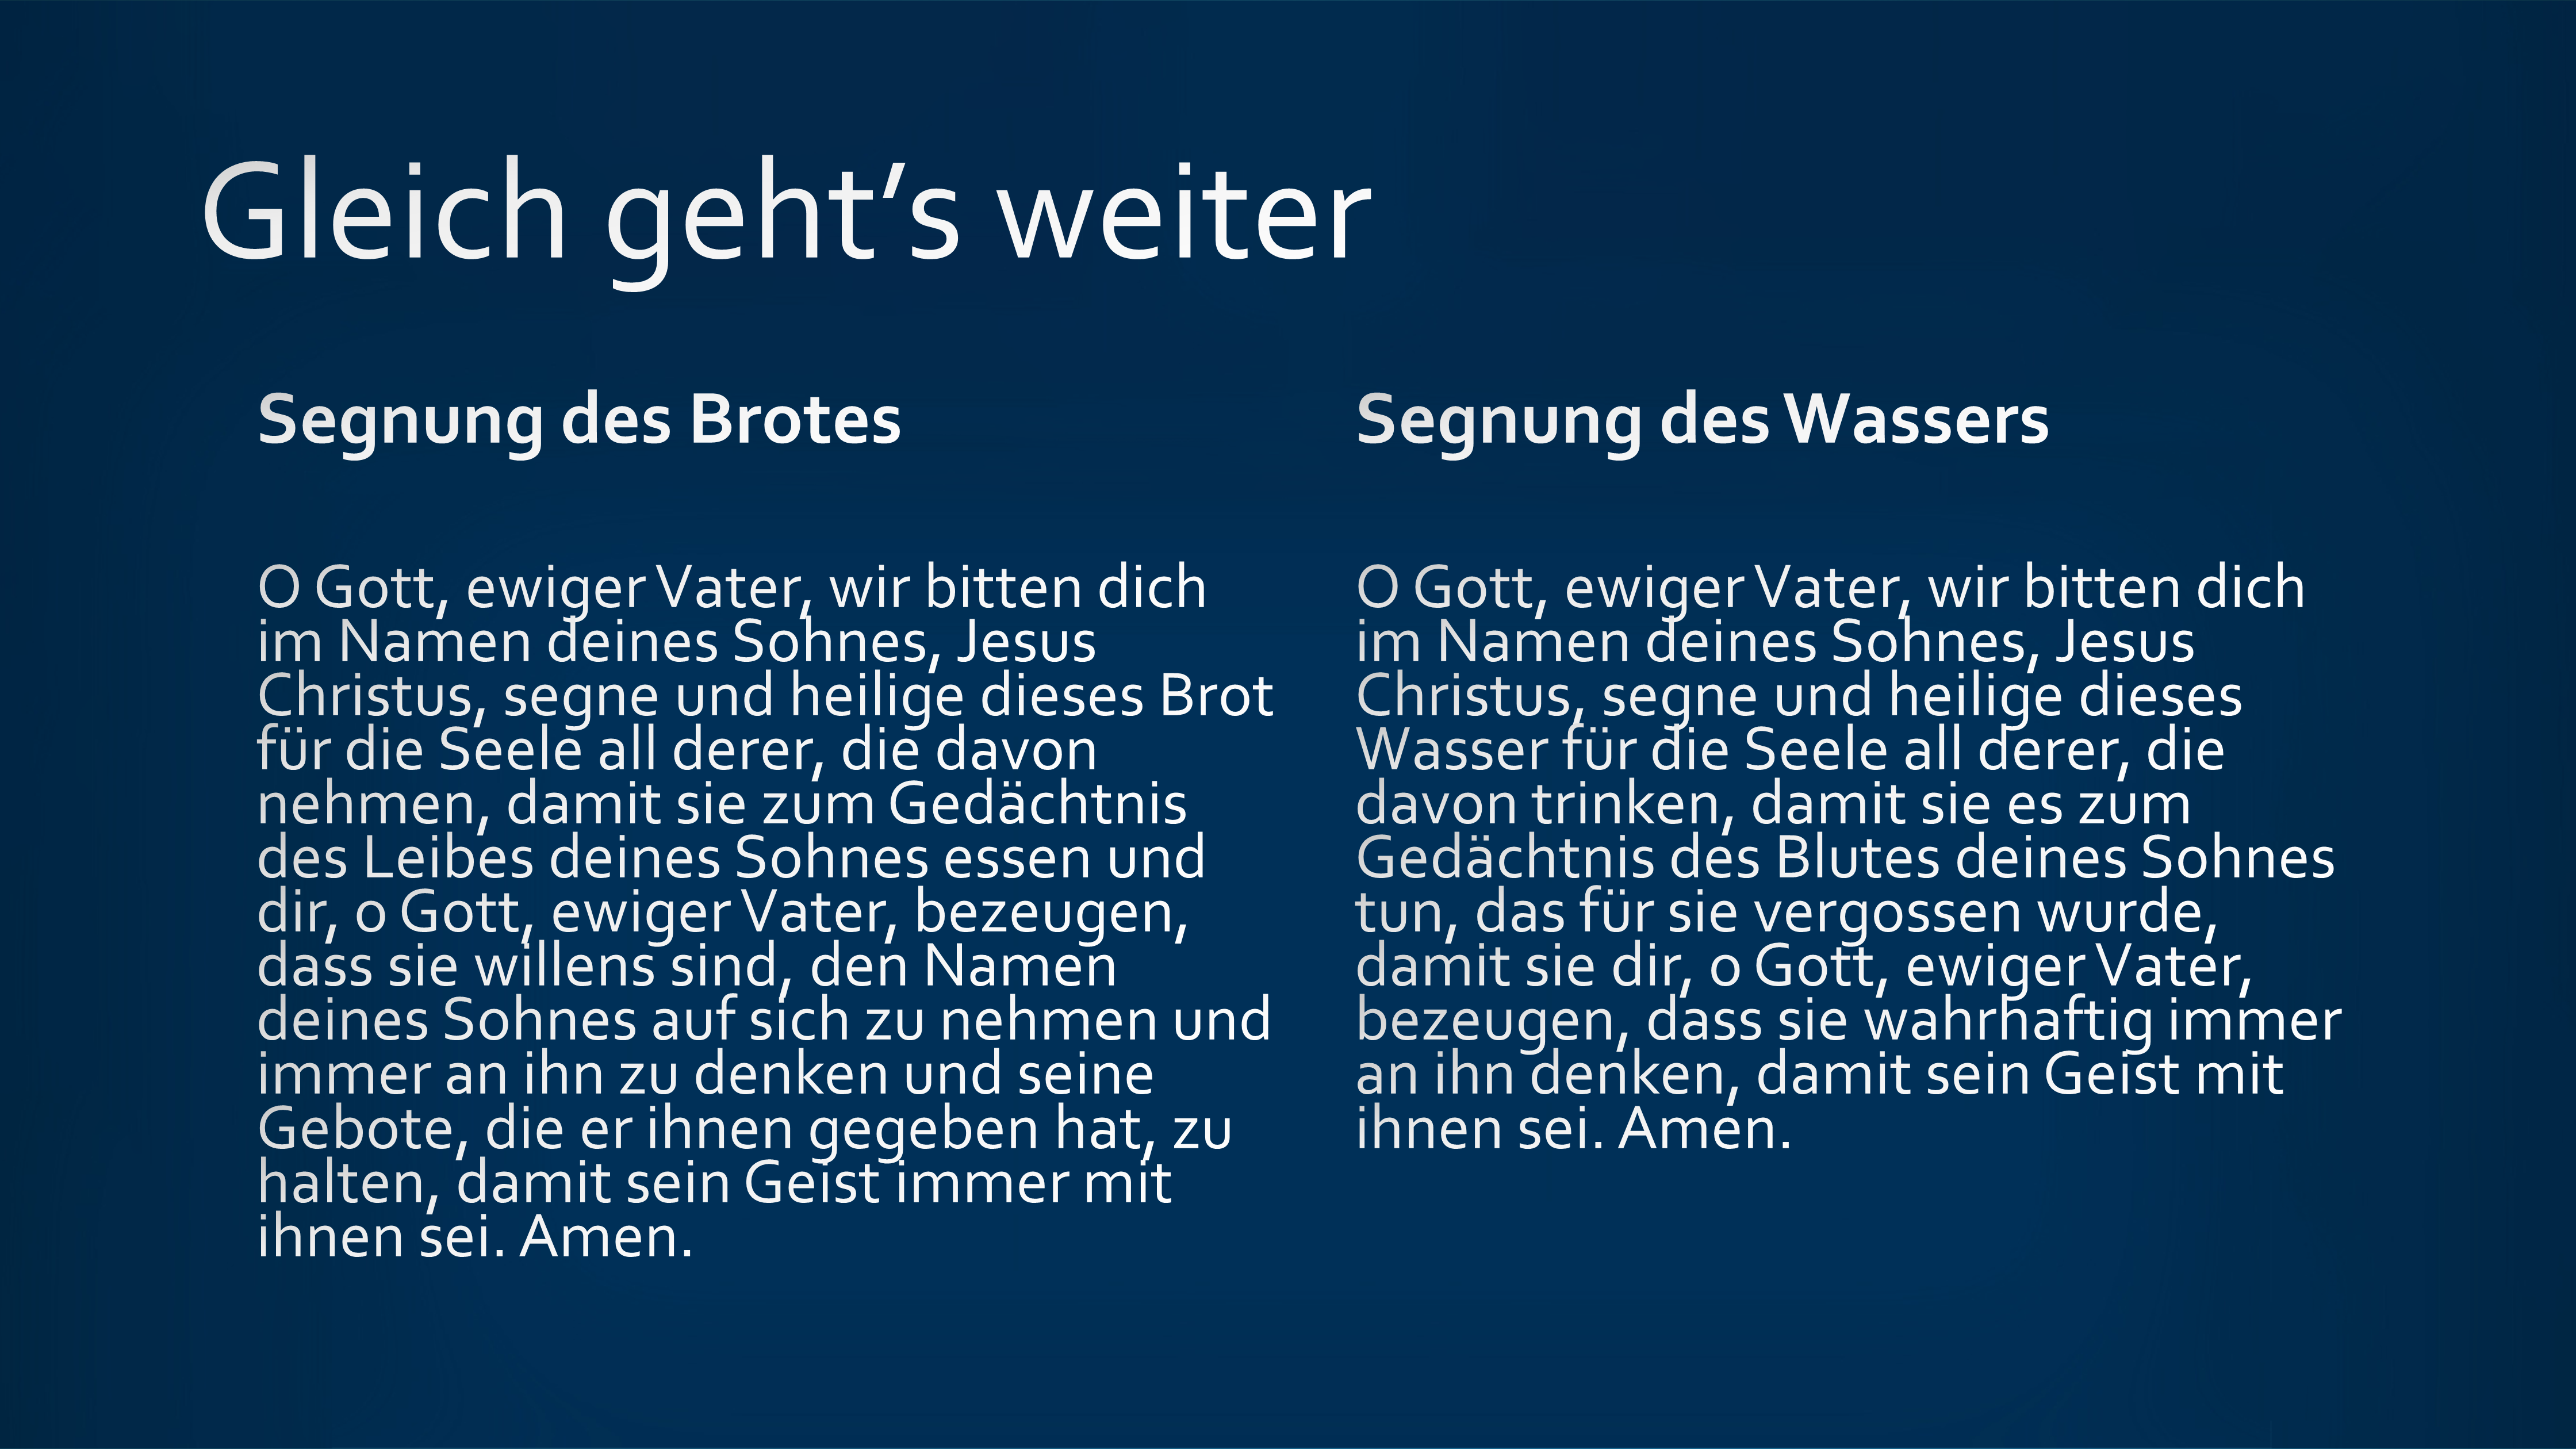 Gleich geht’s weiter
Segnung des Brotes
O Gott, ewiger Vater, wir bitten dich
im Namen deines Sohnes, Jesus
Christus, segne und heilige dieses Brot
für die Seele all derer, die davon
nehmen, damit sie zum Gedächtnis
des Leibes deines Sohnes essen und
dir, o Gott, ewiger Vater, bezeugen,
dass sie willens sind, den Namen
deines Sohnes auf sich zu nehmen und
immer an ihn zu denken und seine
Gebote, die er ihnen gegeben hat, zu
halten, damit sein Geist immer mit
ihnen sei. Amen.
Segnung des Wassers
O Gott, ewiger Vater, wir bitten dich
im Namen deines Sohnes, Jesus
Christus, segne und heilige dieses
Wasser für die Seele all derer, die
davon trinken, damit sie es zum
Gedächtnis des Blutes deines Sohnes
tun, das für sie vergossen wurde,
damit sie dir, o Gott, ewiger Vater,
bezeugen, dass sie wahrhaftig immer
an ihn denken, damit sein Geist mit
ihnen sei. Amen.